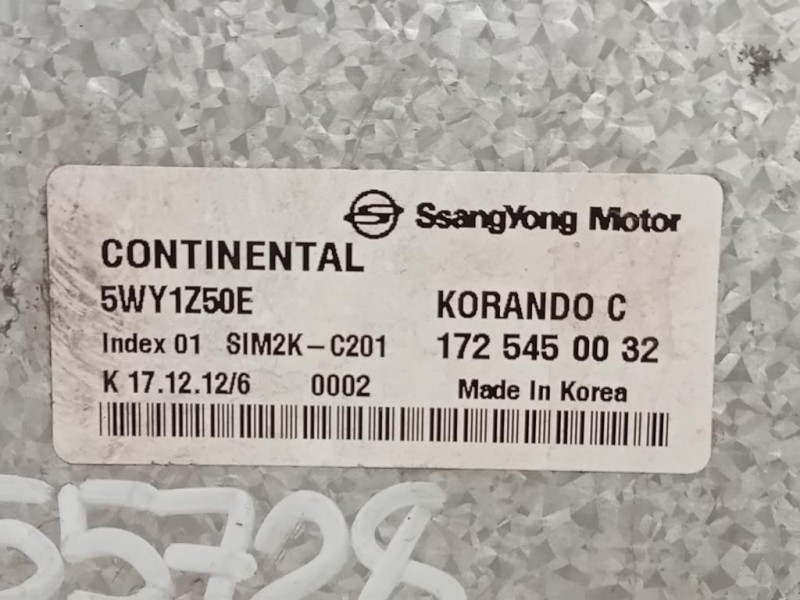 SsangYong Motor
CONTINENTAL
5WY1Z50E KORANDO C
Index 01 SIM2K-C201 172 545 00 32
K 17.12.12/6 0002 Made In Korea
55728